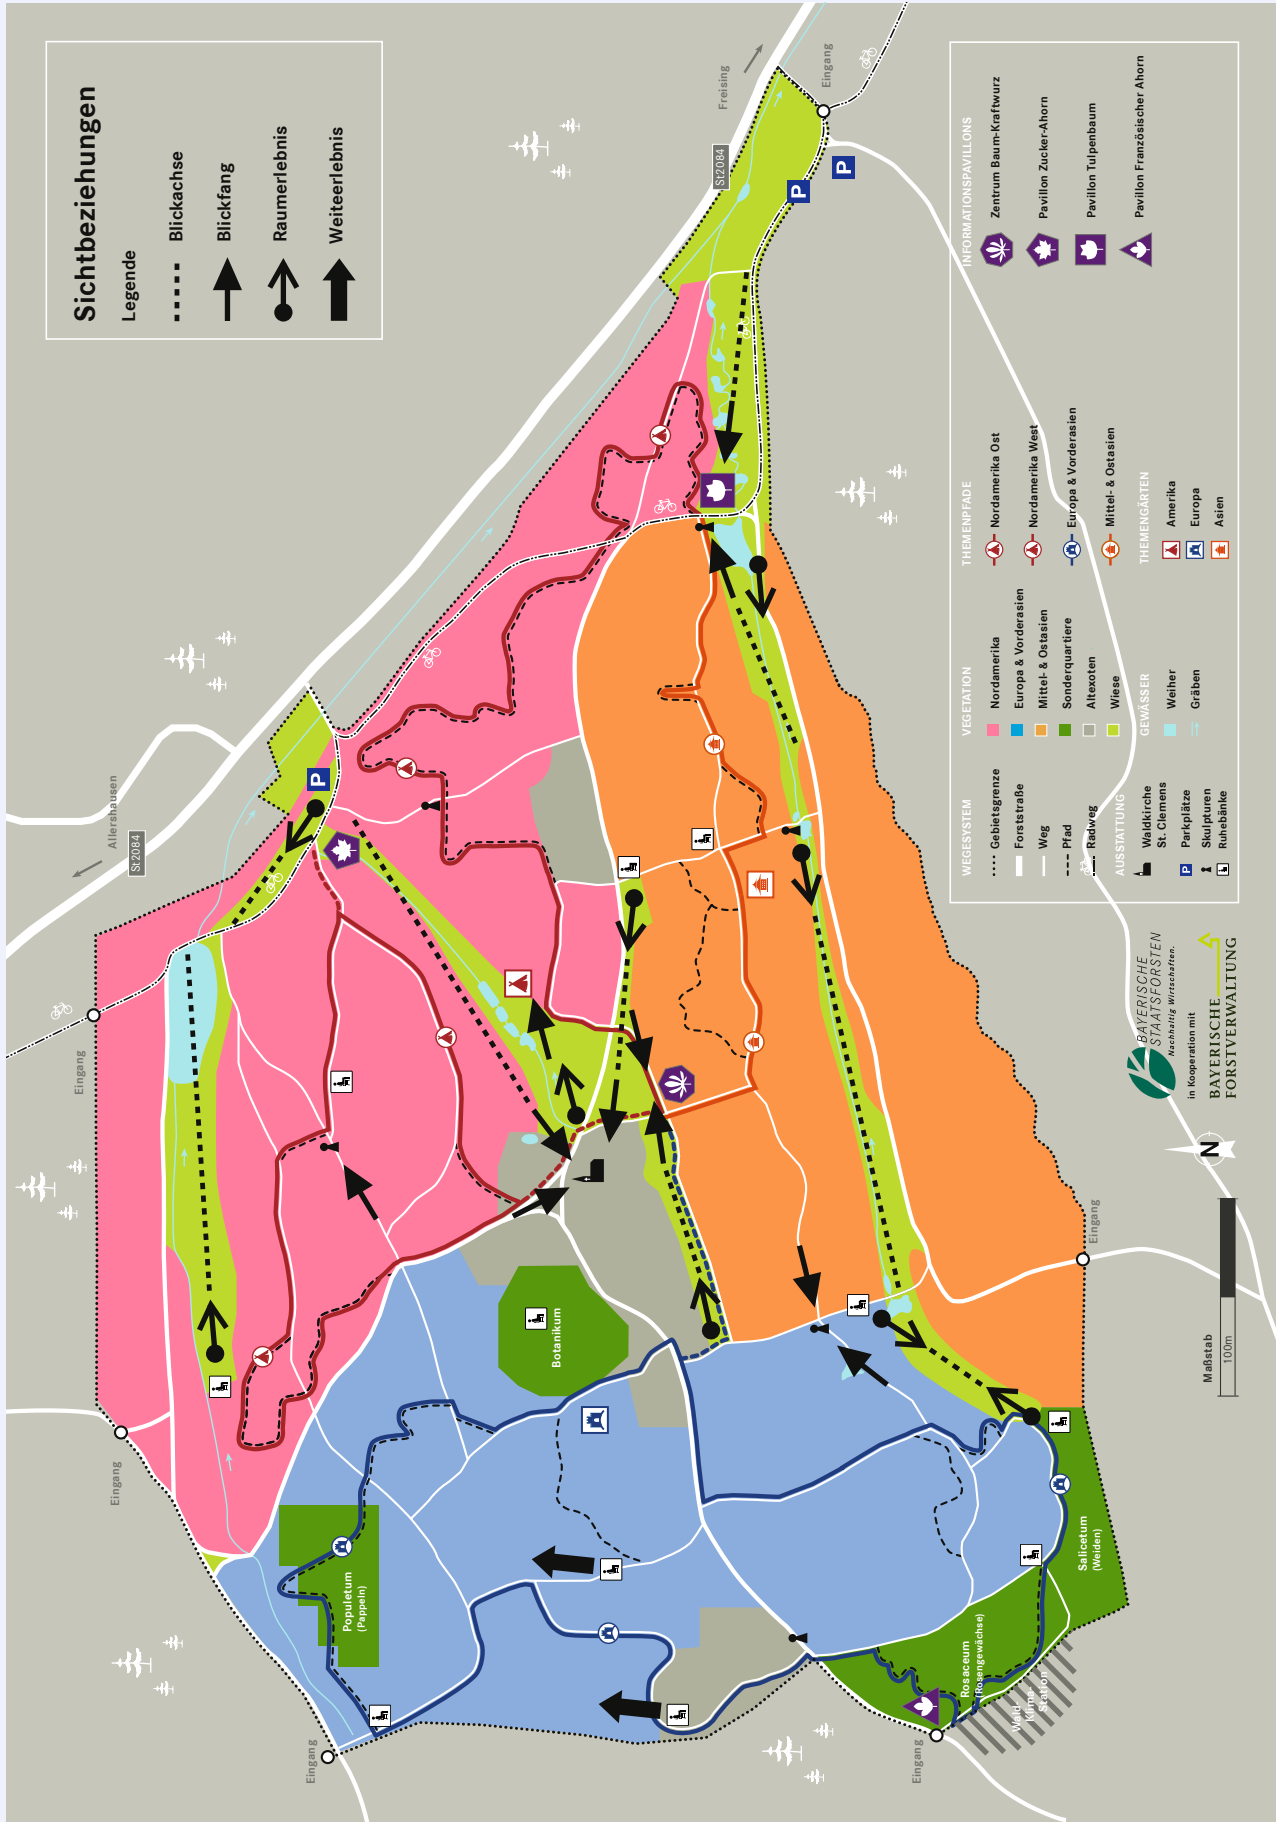 Sichtbeziehungen
Legende
Blickachse
Blickfang
Raumerlebnis
Weiterlebnis
Freising
St2084
Eingang
P
P
Allershausen
St2084
P
Eingang
Eingang
Eingang
Eingang
Eingang
Botanikum
Populetum
(Pappeln)
Salicetum
(Weiden)
Rosaceum
(Rosengewächse)
Wald-
Klima-
Station
WEGESYSTEM
Gebietsgrenze
Forststraße
Weg
Pfad
Radweg
AUSSTATTUNG
Waldkirche
St. Clemens
P Parkplätze
Skulpturen
Ruhebänke
VEGETATION
Nordamerika
Europa & Vorderasien
Mittel- & Ostasien
Sonderquartiere
Altexoten
Wiese
GEWÄSSER
Weiher
Gräben
THEMENPFADE
Nordamerika Ost
Nordamerika West
Europa & Vorderasien
Mittel- & Ostasien
THEMENGÄRTEN
Amerika
Europa
Asien
INFORMATIONSPAVILLONS
Zentrum Baum-Kraftwurz
Pavillon Zucker-Ahorn
Pavillon Tulpenbaum
Pavillon Französischer Ahorn
BAYERISCHE
STAATSFORSTEN
Nachhaltig Wirtschaften.
in Kooperation mit
BAYERISCHE
FORSTVERWALTUNG
N
Maßstab
100m